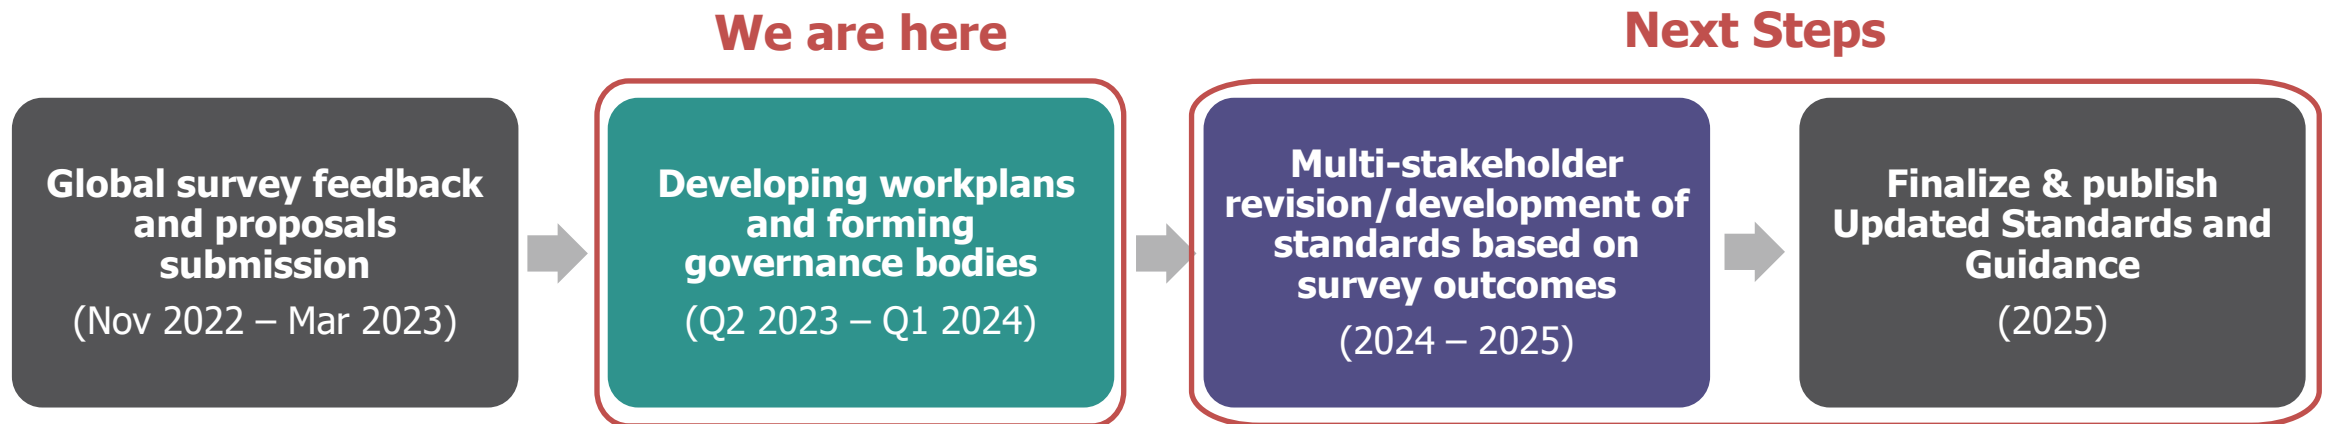 We are here
Next Steps
Global survey feedback
and proposals
submission
(Nov 2022 – Mar 2023)
Developing workplans
and forming
governance bodies
(Q2 2023 – Q1 2024)
Multi-stakeholder
revision/development of
standards based on
survey outcomes
(2024 – 2025)
Finalize & publish
Updated Standards and
Guidance
(2025)